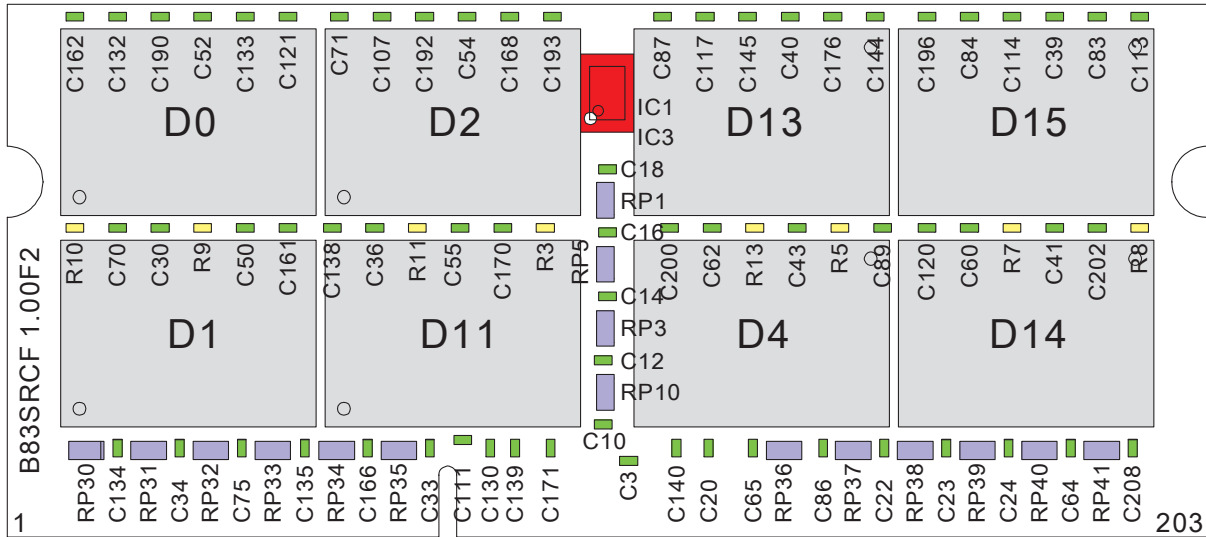 C162 C132 C190 C52 C133 C121 C71 C107 C192 C54 C168 C193 C87 C117 C145 C40 C176 C144 C196 C84 C114 C39 C83 C113
D0 D2 IC1 D13 D15
IC3
C18
RP1
C16
R10 C70 C30 R9 C50 C161 C138 C36 R11 C55 C170 R3 RP5 C200 C62 R13 C43 R5 C89 C120 C60 R7 C41 C202 R8
C14
D1 D11 RP3 D4 D14
C12
RP10
C10
B83SRCF 1.00F2
RP30 C134 RP31 C34 RP32 C75 RP33 C135 RP34 C166 RP35 C33 C111 C130 C139 C171 C3 C140 C20 C65 RP36 C86 RP37 C22 RP38 C23 RP39 C24 RP40 C64 RP41 C208
1 203